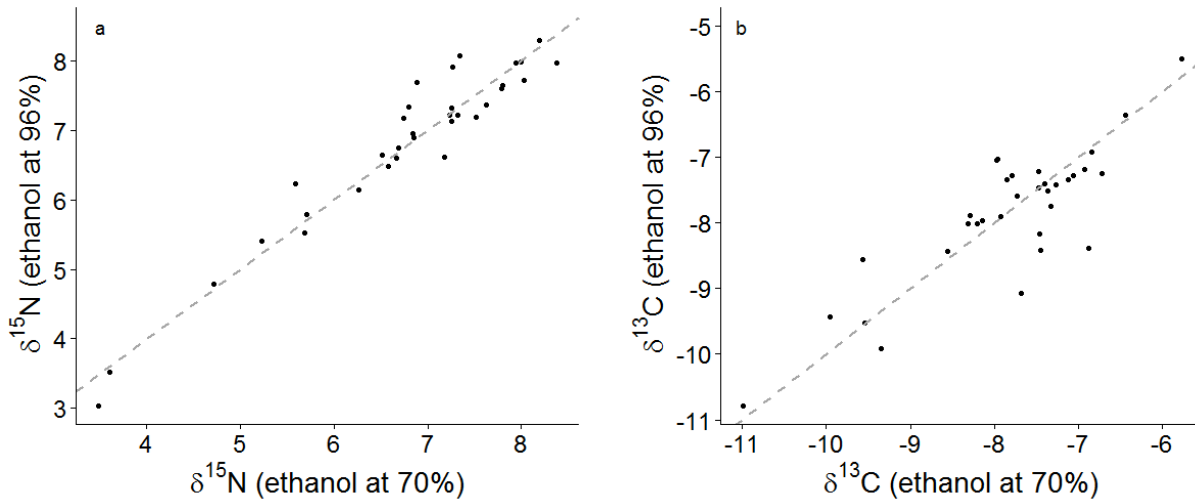 a
8
7
6
5
4
3
δ15N (ethanol at 96%)
4 5 6 7 8
δ15N (ethanol at 70%)
b
-5
-6
-7
-8
-9
-10
-11
δ13C (ethanol at 96%)
-11 -10 -9 -8 -7 -6
δ13C (ethanol at 70%)